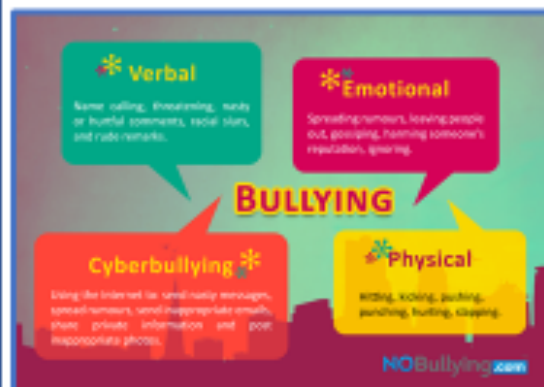 Verbal
Name calling, threatening, nasty
or hurtful comments, racial slurs,
and rude remarks.
Emotional
Spreading rumours, leaving people
out, gossiping, harming someone's
reputation, ignoring.
BULLYING
Cyberbullying
Using the internet to: send nasty messages,
spread rumours, send inappropriate emails,
share private information and post
inappropriate photos.
Physical
Hitting, kicking, pushing,
punching, hurting, slapping.
NOBullying.com